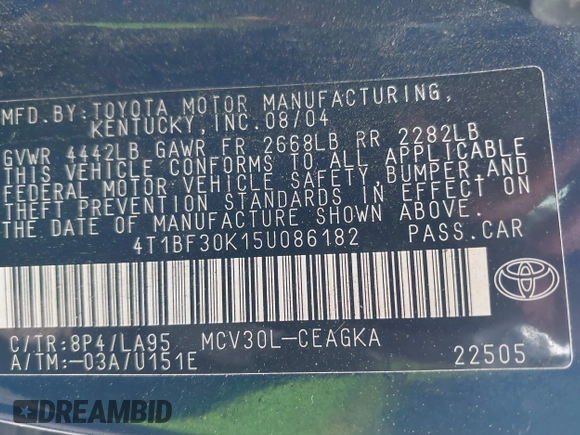 MFD.BY:TOYOTA MOTOR MANUFACTURING,
KENTUCKY,INC.08/04
GVWR 4442LB GAWR FR 2668LB RR 2282LB
THIS VEHICLE CONFORMS TO ALL APPLICABLE
FEDERAL MOTOR VEHICLE SAFETY, BUMPER,AND
THEFT PREVENTION STANDARDS IN EFFECT ON
THE DATE OF MANUFACTURE SHOWN ABOVE.
4T1BF30K15U086182 PASS.CAR
C/TR:8P4/LA95 MCV30L-CEAGKA
A/TM:-03A/U151E 22505
DREAMBID